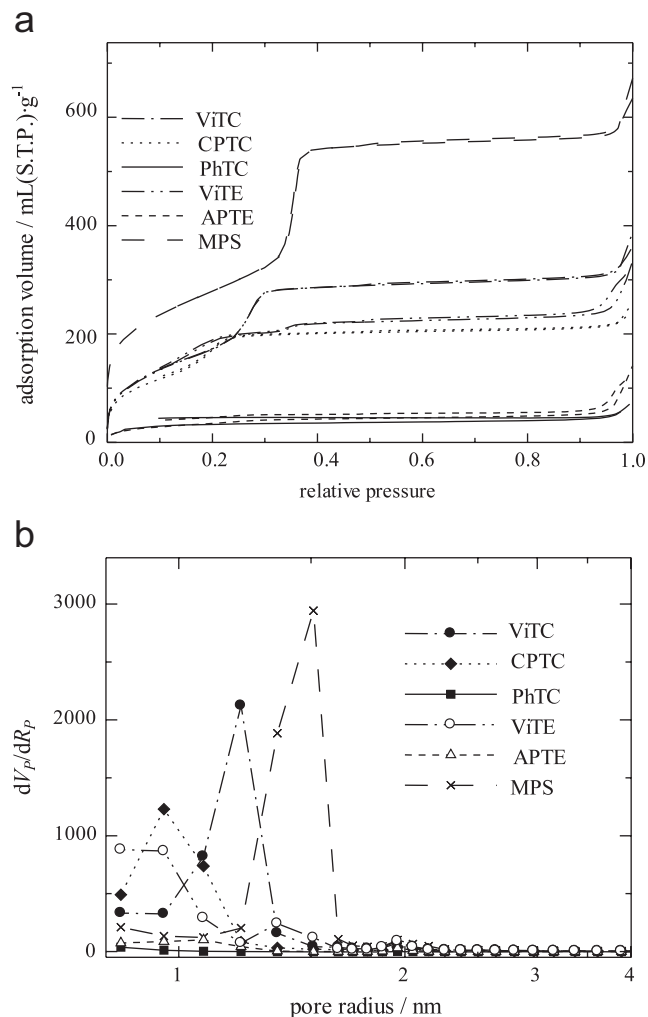 a
600
400
200
0
adsorption volume / mL(S.T.P.)·g⁻¹
ViTC
CPTC
PhTC
ViTE
APTE
MPS
0.0 0.2 0.4 0.6 0.8 1.0
relative pressure
b
3000
2000
1000
0
dV_P/dR_P
ViTC
CPTC
PhTC
ViTE
APTE
MPS
1 2 3 4
pore radius / nm